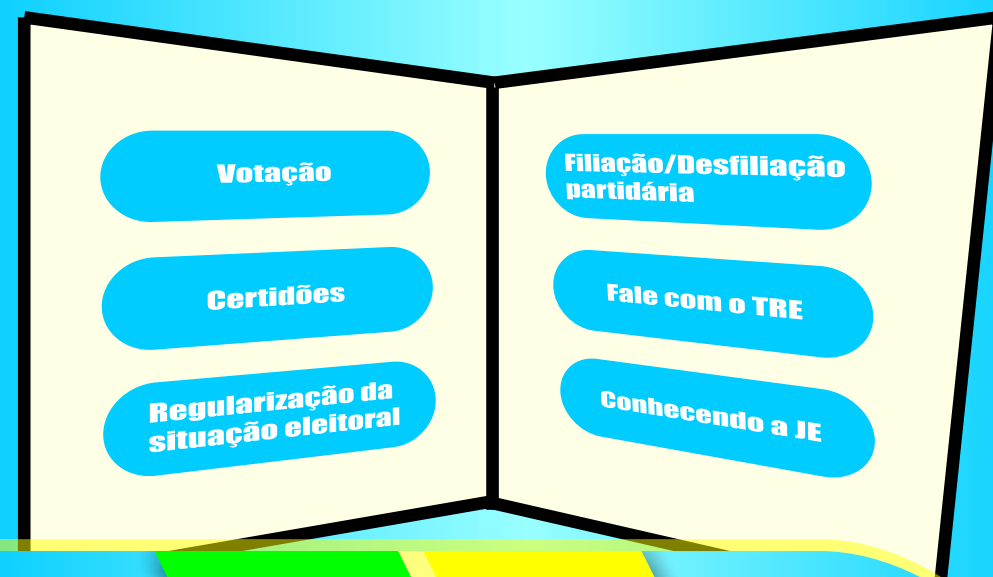 Votação
Certidões
Regularização da
situação eleitoral
Filiação/Desfiliação
partidária
Fale com o TRE
Conhecendo a JE